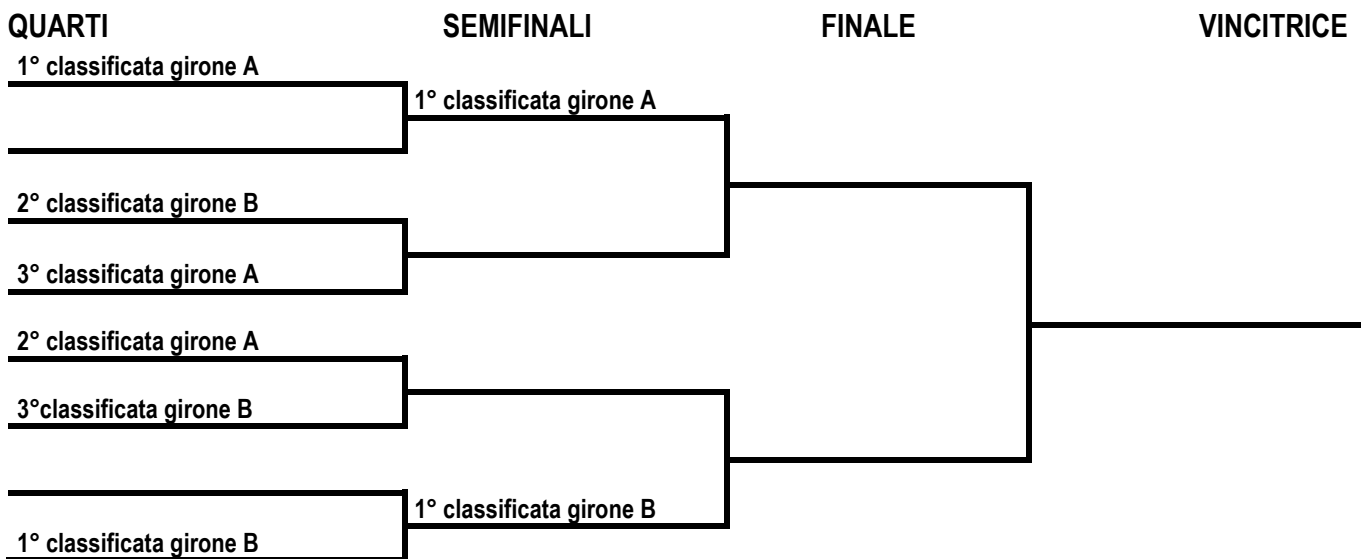 QUARTI SEMIFINALI FINALE VINCITRICE
1° classificata girone A
1° classificata girone A
2° classificata girone B
3° classificata girone A
2° classificata girone A
3°classificata girone B
1° classificata girone B
1° classificata girone B